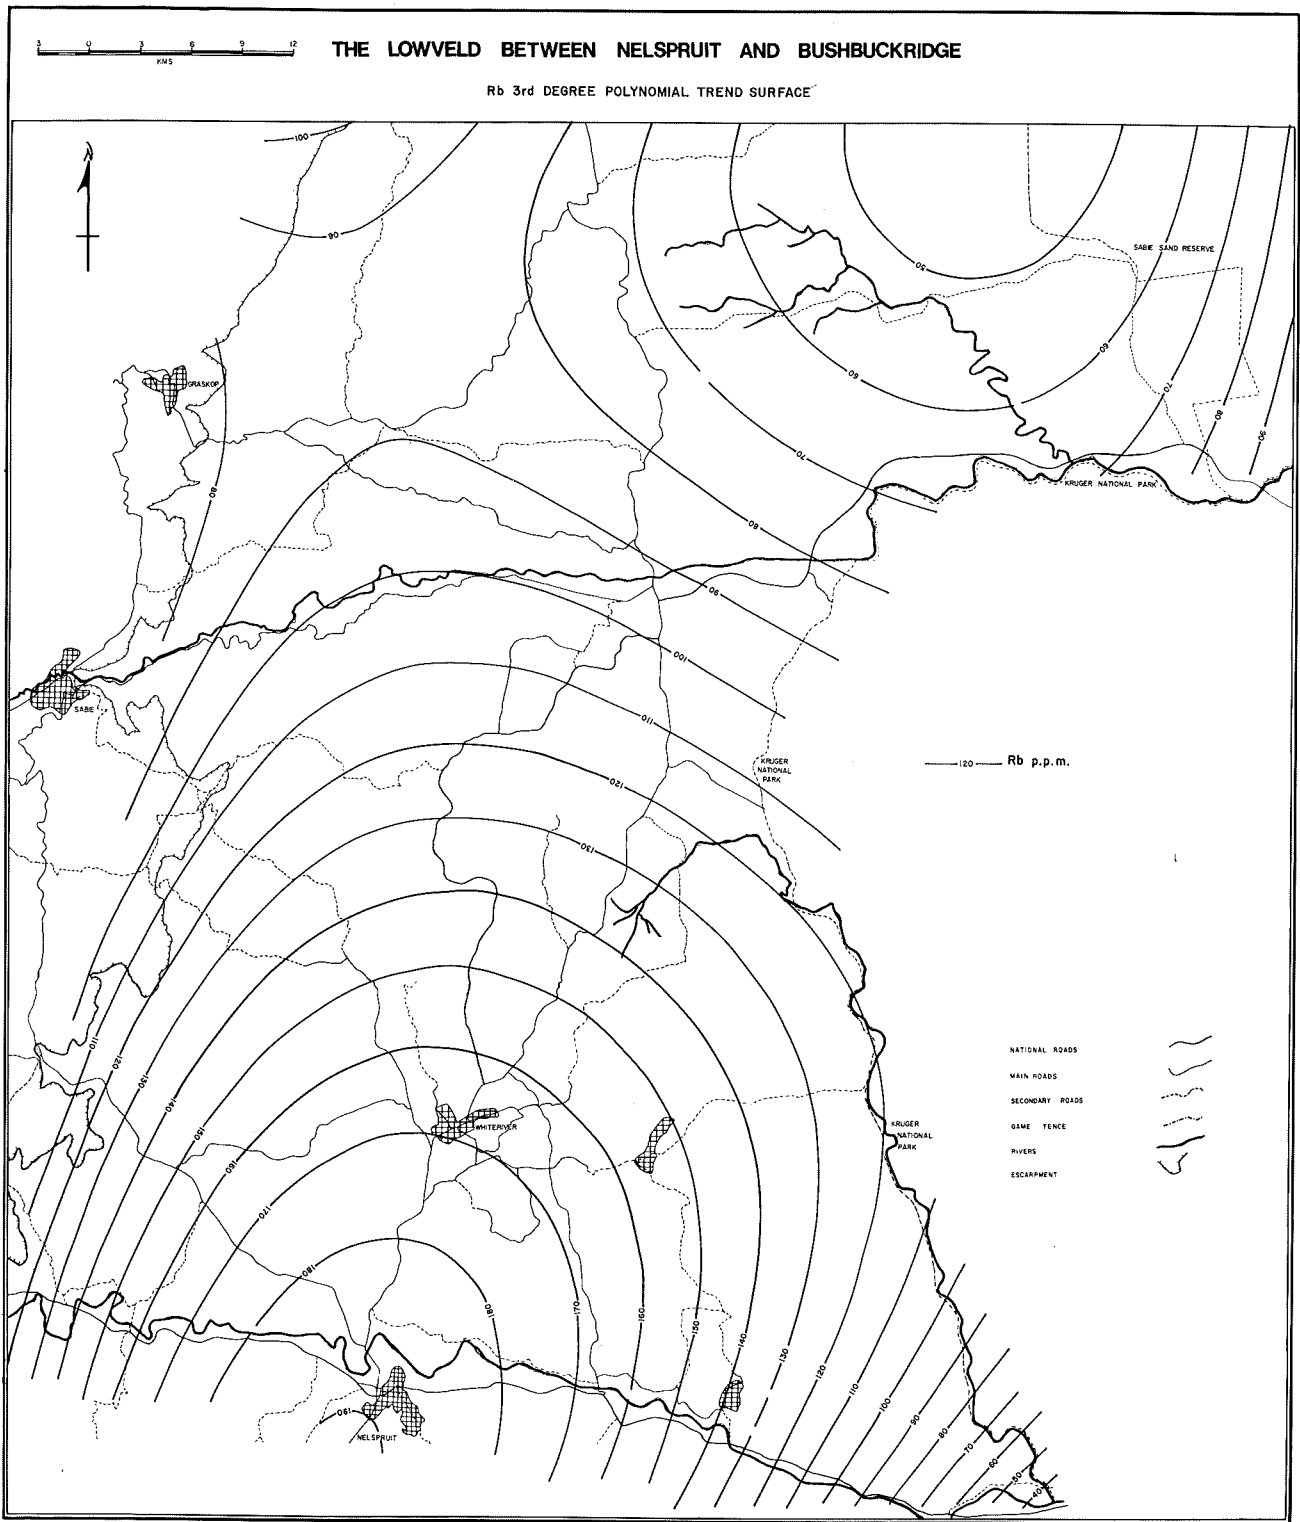 3 0 3 6 9 12
KMS
THE LOWVELD BETWEEN NELSPRUIT AND BUSHBUCKRIDGE
Rb 3rd DEGREE POLYNOMIAL TREND SURFACE
N
100
90
50
SABIE SAND RESERVE
60
60
70
80
90
GRASKOP
80
70
KRUGER NATIONAL PARK
80
90
100
SABIE
110
KRUGER
NATIONAL
PARK
120
120 Rb p.p.m.
130
110
120
130
140
150
160
170
180
WHITERIVER
KRUGER
NATIONAL
PARK
NATIONAL ROADS
MAIN ROADS
SECONDARY ROADS
GAME FENCE
RIVERS
ESCARPMENT
180
170
160
150
140
130
120
110
100
90
80
70
60
50
40
190
NELSPRUIT